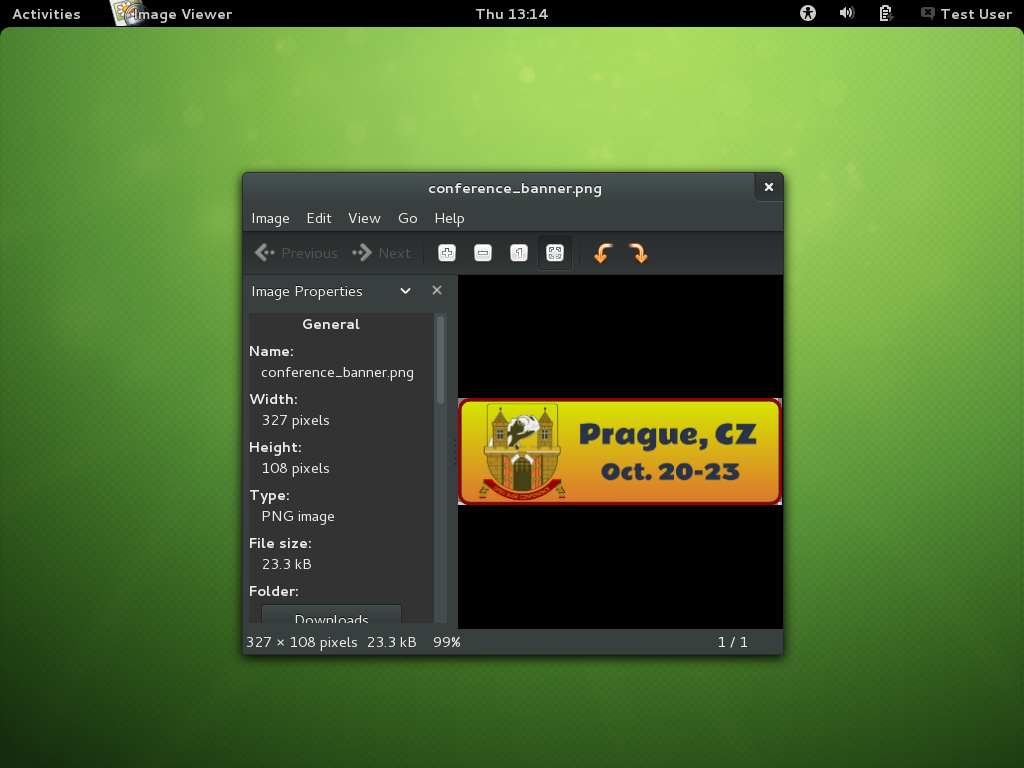 Activities Image Viewer Thu 13:14 Test User
conference_banner.png
Image Edit View Go Help
Previous Next
Image Properties
General
Name:
conference_banner.png
Width:
327 pixels
Height:
108 pixels
Type:
PNG image
File size:
23.3 kB
Folder:
Downloads
Prague, CZ
Oct. 20-23
327 × 108 pixels 23.3 kB 99% 1 / 1